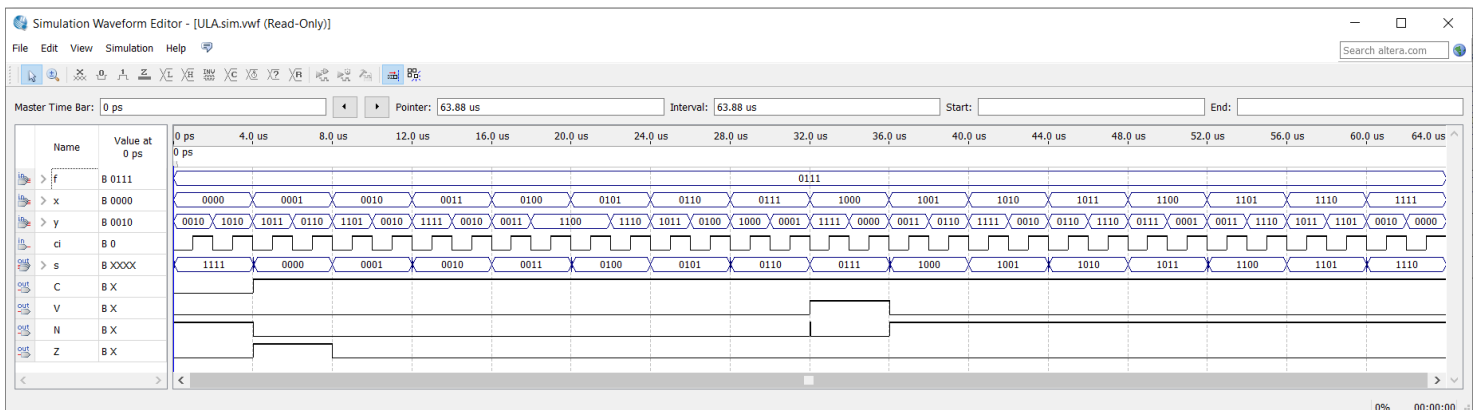 Simulation Waveform Editor - [ULA.sim.vwf (Read-Only)]
File Edit View Simulation Help
Search altera.com
Master Time Bar: 0 ps Pointer: 63.88 us Interval: 63.88 us Start: End:
Name Value at 0 ps
0 ps 4.0 us 8.0 us 12.0 us 16.0 us 20.0 us 24.0 us 28.0 us 32.0 us 36.0 us 40.0 us 44.0 us 48.0 us 52.0 us 56.0 us 60.0 us 64.0 us
0 ps
f B 0111 0111
x B 0000 0000 0001 0010 0011 0100 0101 0110 0111 1000 1001 1010 1011 1100 1101 1110 1111
y B 0010 0010 1010 1011 0110 1101 0010 1111 0010 0011 1100 1110 1011 0100 1000 0001 1111 0000 0011 0110 1111 0010 0110 1110 0111 0001 0011 1110 1011 1101 0010 0000
ci B 0
s B XXXX 1111 0000 0001 0010 0011 0100 0101 0110 0111 1000 1001 1010 1011 1100 1101 1110
C B X
V B X
N B X
Z B X
0% 00:00:00